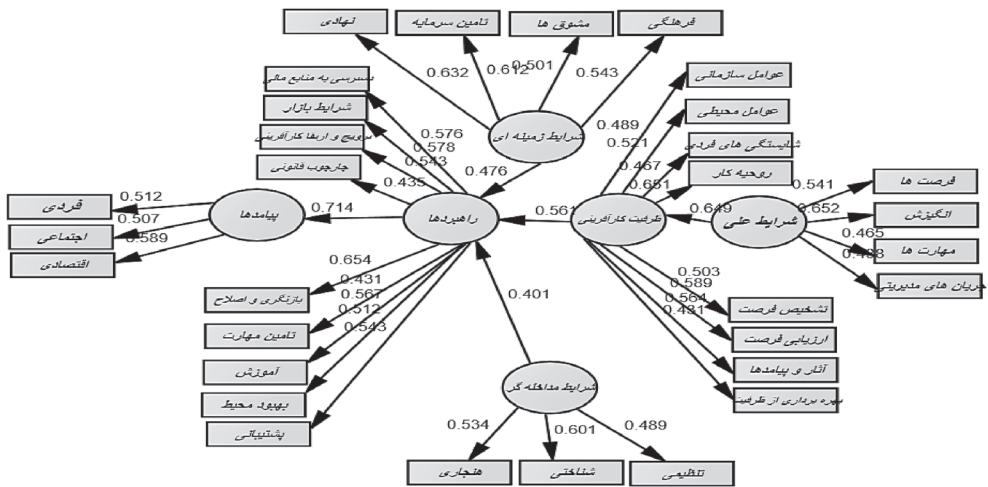 نهادی
تامین سرمایه
مشوق ها
فرهنگی
0.632
0.612
0.501
0.543
شرایط زمینه ای
0.476
دسترسی به منابع مالی
شرایط بازار
ترویج و ارتقا کارآفرینی
چارچوب قانونی
0.576
0.578
0.543
0.435
عوامل سازمانی
عوامل محیطی
شایستگی های فردی
روحیه کار
0.489
0.521
0.467
0.651
فرصت ها
انگیزش
مهارت ها
جریان های مدیریتی
0.541
0.652
0.465
شرایط علی
0.649
ظرفیت کارآفرینی
0.561
راهبردها
0.714
پیامدها
0.512
0.507
0.589
فردی
اجتماعی
اقتصادی
0.654
0.431
0.567
0.512
0.543
بازنگری و اصلاح
تامین مهارت
آموزش
بهبود محیط
پشتیبانی
0.503
0.589
0.564
0.431
تشخیص فرصت
ارزیابی فرصت
آثار و پیامدها
بهره برداری از ظرفیت
0.401
شرایط مداخله گر
0.534
0.601
0.489
هنجاری
شناختی
تنظیمی